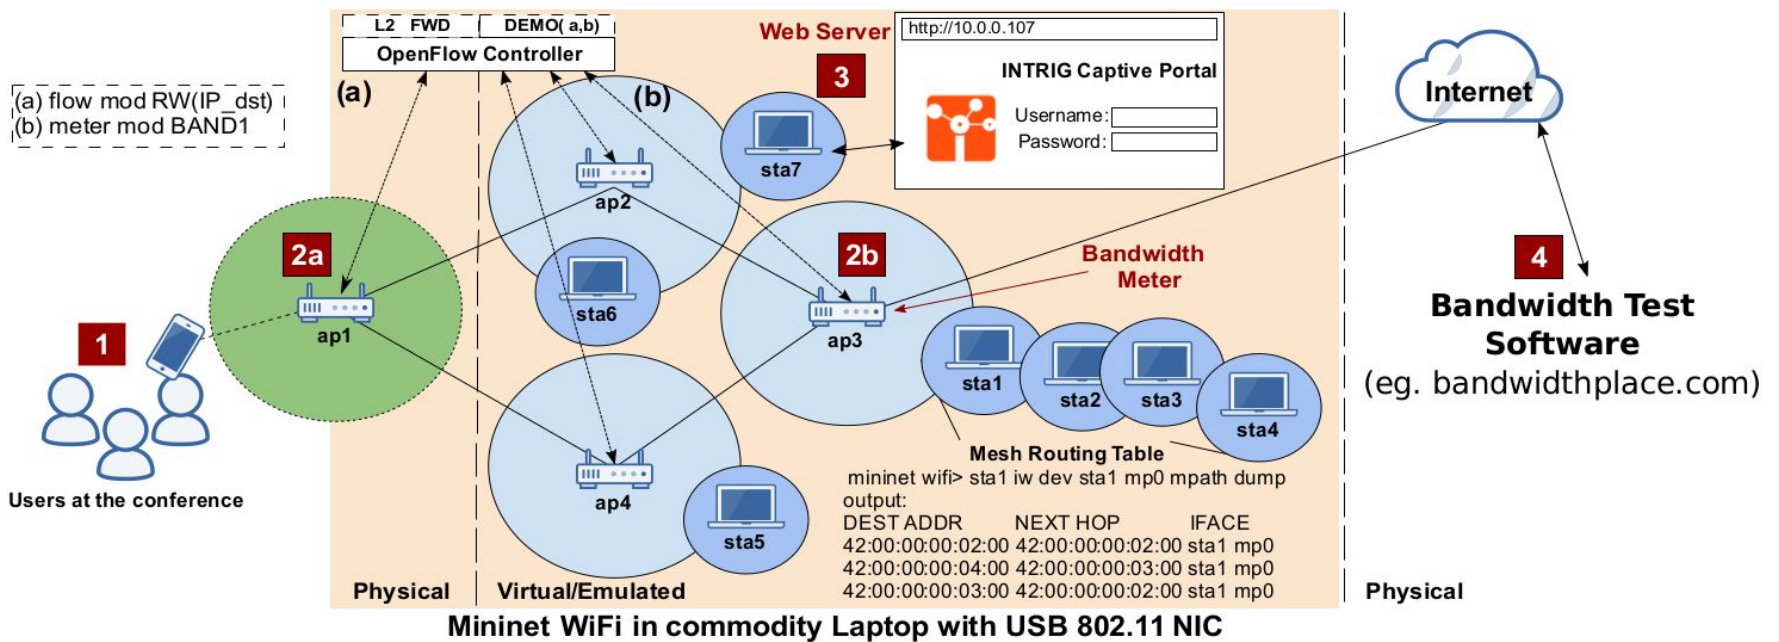 L2 FWD
DEMO( a,b)
OpenFlow Controller
(a) flow mod RW(IP_dst)
(b) meter mod BAND1
(a)
(b)
Web Server
3
http://10.0.0.107
INTRIG Captive Portal
Username:
Password:
Internet
sta7
ap2
2a
2b
Bandwidth
Meter
4
Bandwidth Test
Software
(eg. bandwidthplace.com)
1
ap1
sta6
ap3
sta1
sta2
sta3
sta4
Users at the conference
ap4
sta5
Mesh Routing Table
mininet wifi> sta1 iw dev sta1 mp0 mpath dump
output:
DEST ADDR NEXT HOP IFACE
42:00:00:00:02:00 42:00:00:00:02:00 sta1 mp0
42:00:00:00:04:00 42:00:00:00:03:00 sta1 mp0
42:00:00:00:03:00 42:00:00:00:02:00 sta1 mp0
Physical
Virtual/Emulated
Physical
Mininet WiFi in commodity Laptop with USB 802.11 NIC